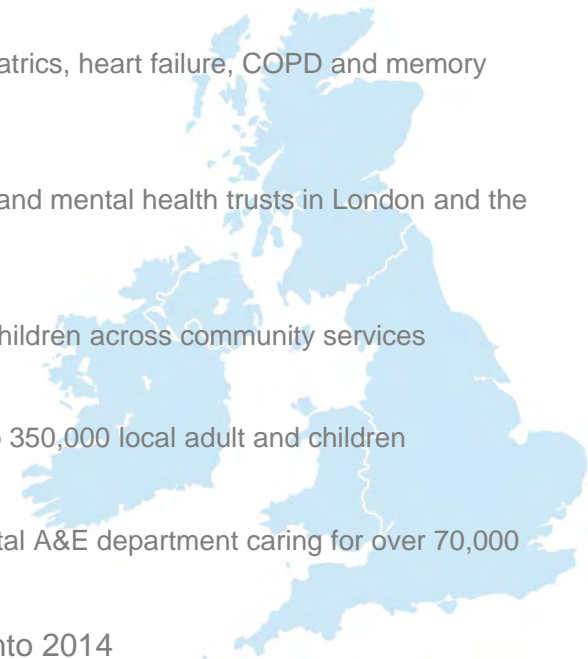 atrics, heart failure, COPD and memory
and mental health trusts in London and the
hildren across community services
350,000 local adult and children
tal A&E department caring for over 70,000
nto 2014